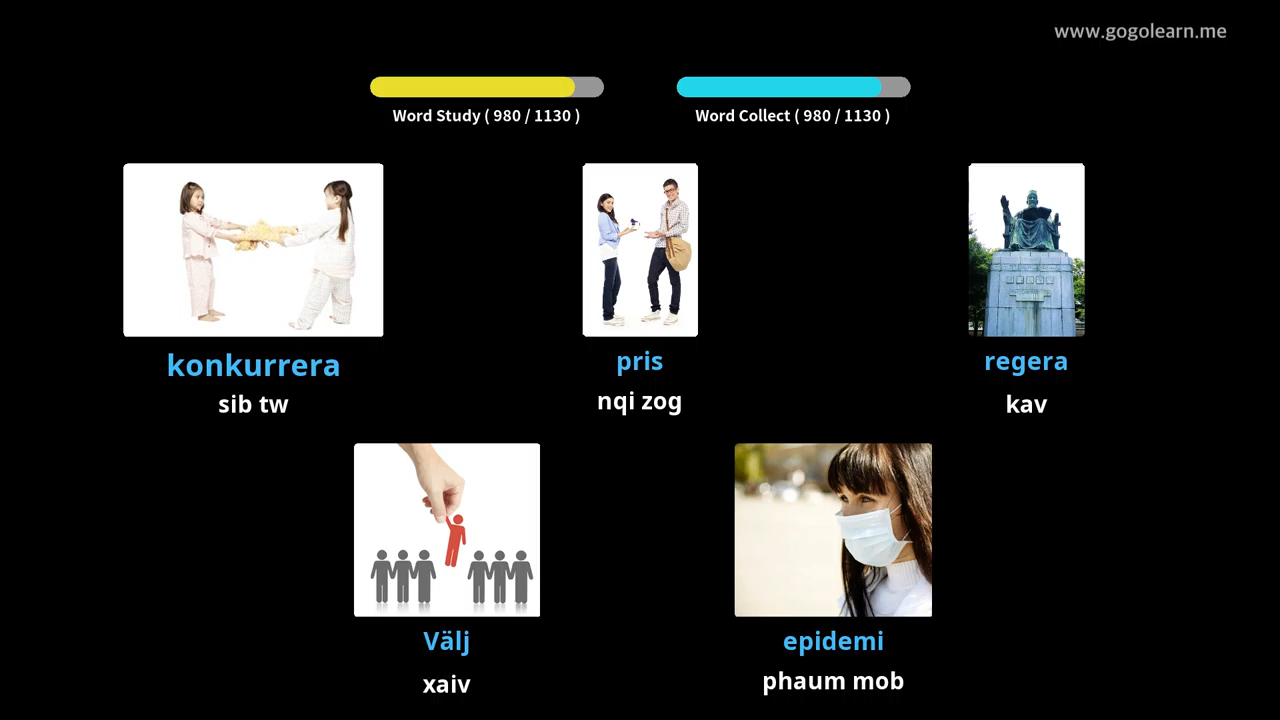 www.gogolearn.me
Word Study ( 980 / 1130 )
Word Collect ( 980 / 1130 )
konkurrera
sib tw
pris
nqi zog
regera
kav
Välj
xaiv
epidemi
phaum mob